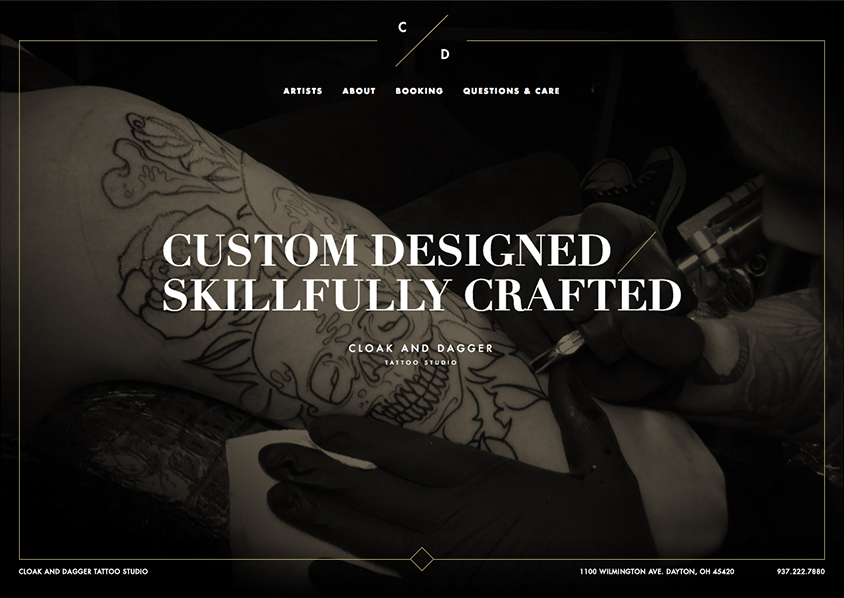 C
D
ARTISTS ABOUT BOOKING QUESTIONS & CARE
CUSTOM DESIGNED
SKILLFULLY CRAFTED
CLOAK AND DAGGER
TATTOO STUDIO
CLOAK AND DAGGER TATTOO STUDIO 1100 WILMINGTON AVE. DAYTON, OH 45420 937.222.7880